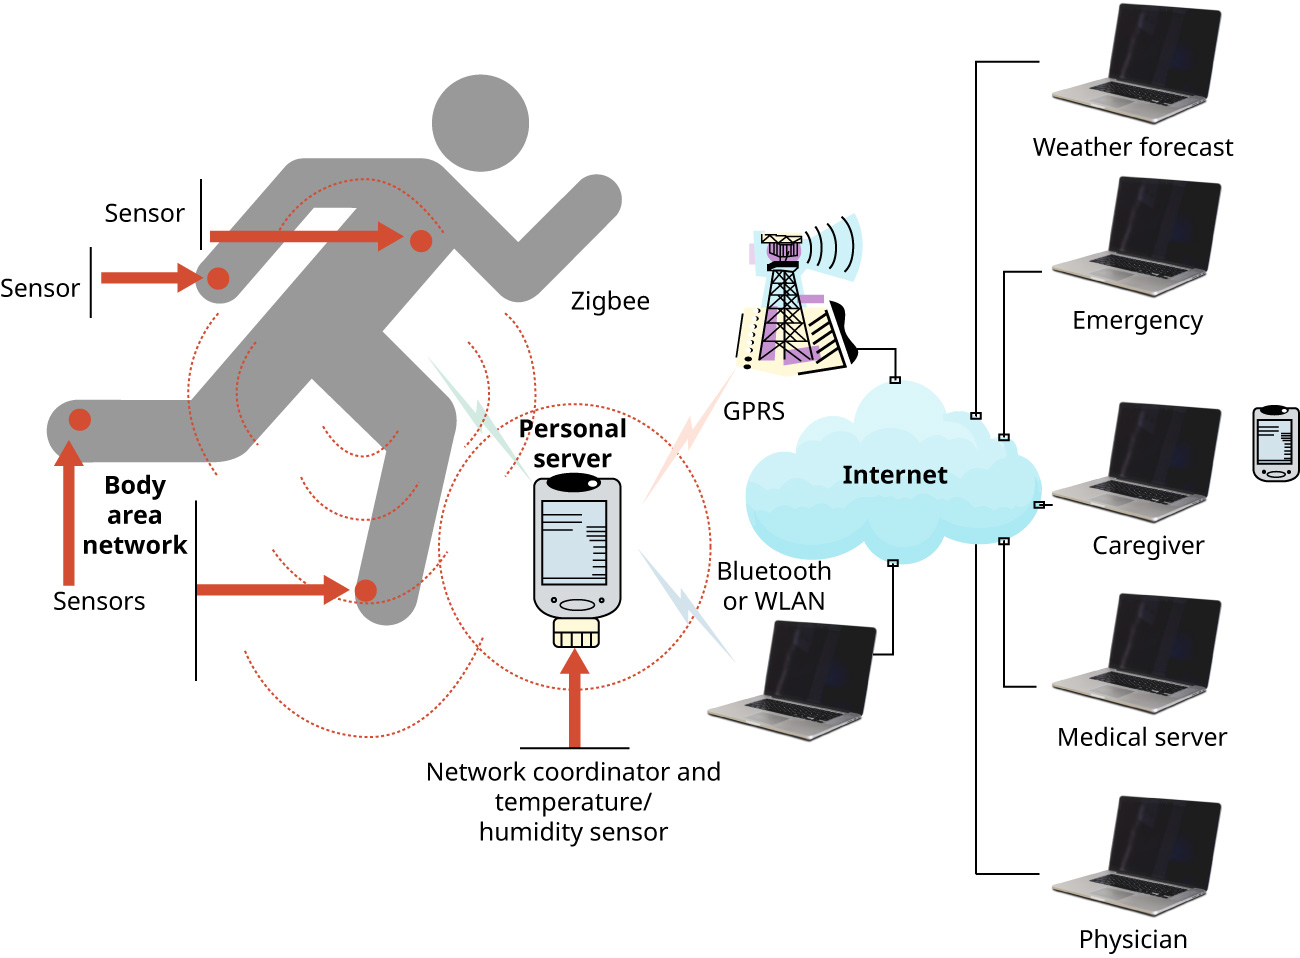 Weather forecast
Sensor
Sensor
Zigbee
Emergency
GPRS
Personal
server
Internet
Body
area
network
Caregiver
Sensors
Bluetooth
or WLAN
Medical server
Network coordinator and
temperature/
humidity sensor
Physician